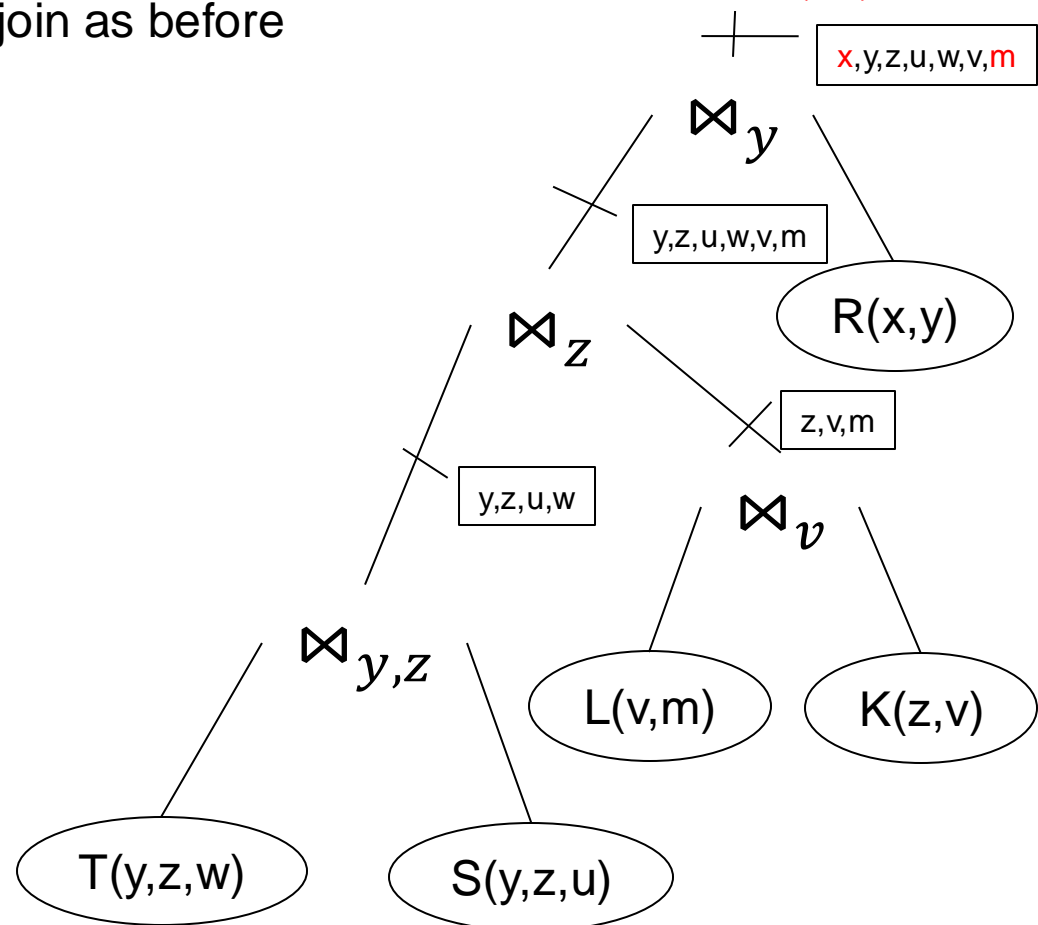 join as before
x,y,z,u,w,v,m
⋈y
y,z,u,w,v,m
R(x,y)
⋈z
z,v,m
y,z,u,w
⋈v
⋈y,z
L(v,m)
K(z,v)
T(y,z,w)
S(y,z,u)